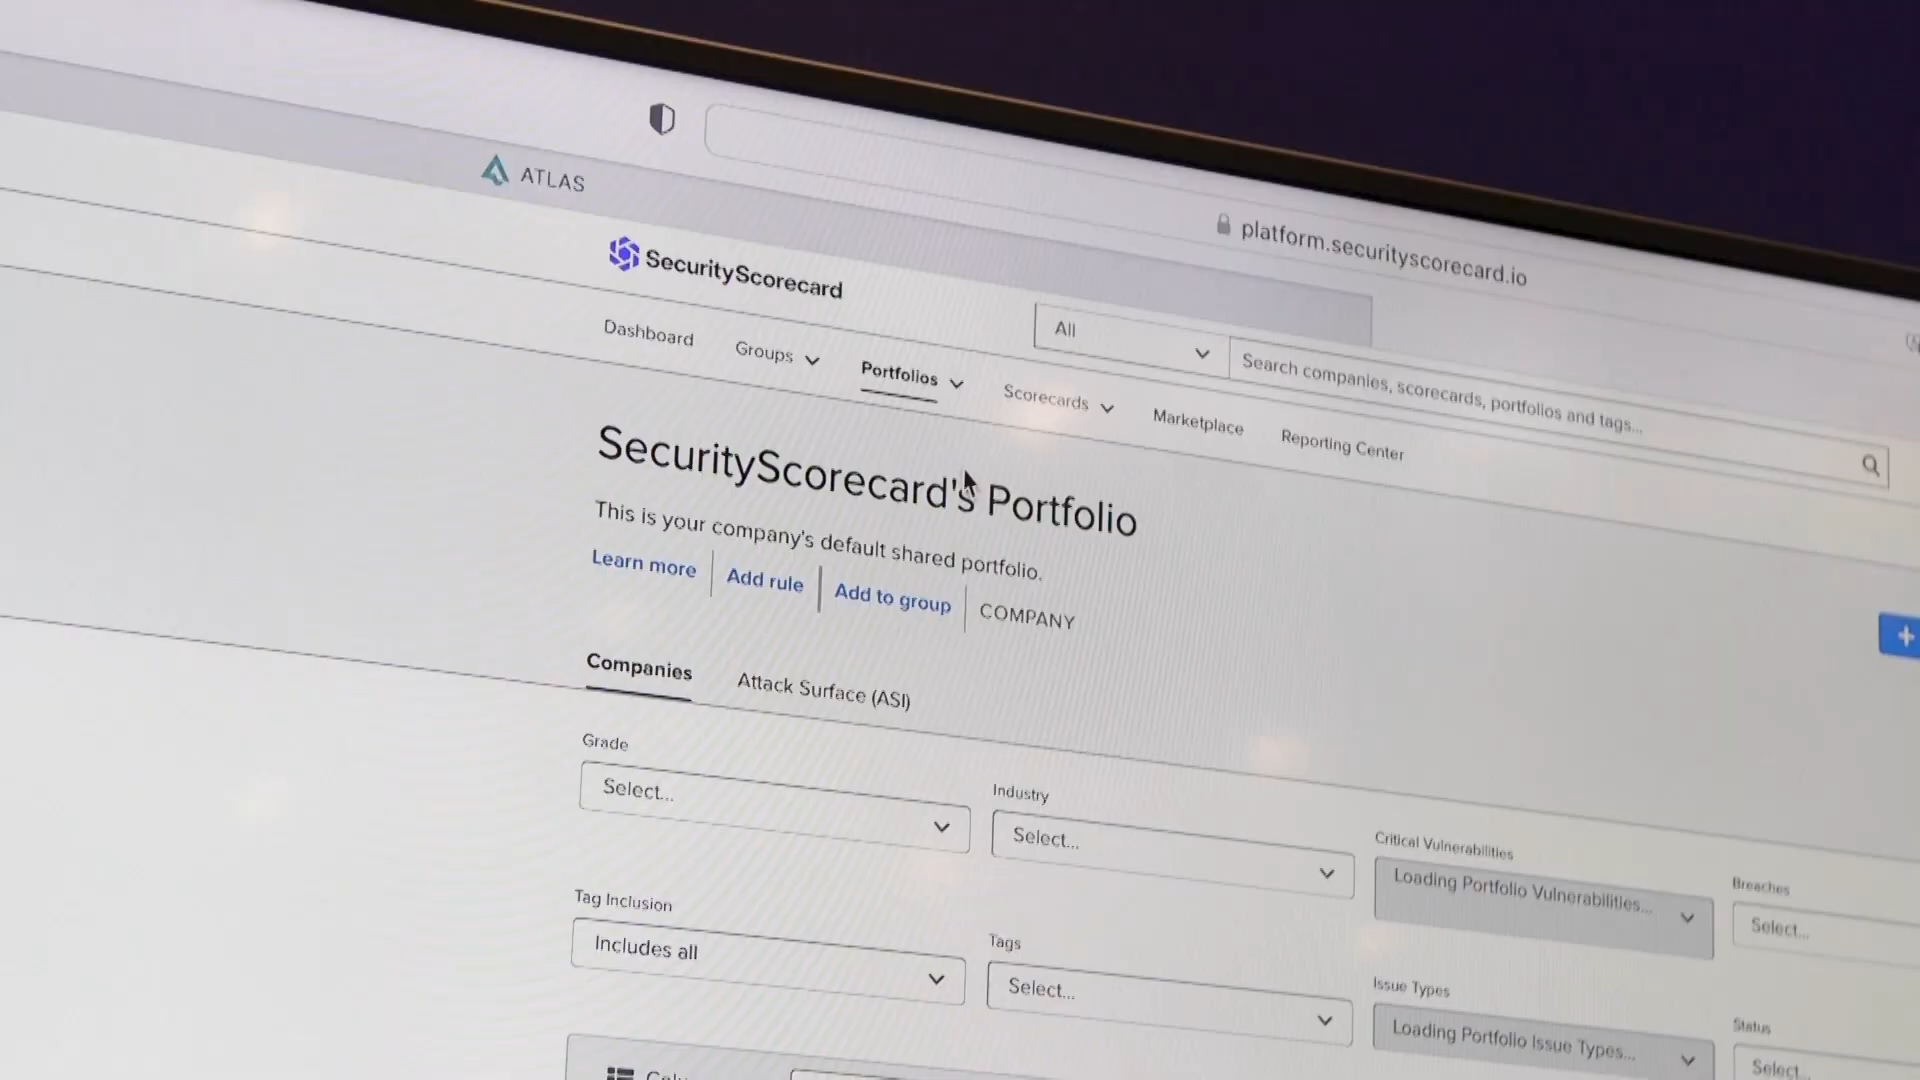 platform.securityscorecard.io
ATLAS
SecurityScorecard
All
Search companies, scorecards, portfolios and tags...
Dashboard
Groups
Portfolios
Scorecards
Marketplace
Reporting Center
SecurityScorecard's Portfolio
This is your company's default shared portfolio.
Learn more
Add rule
Add to group
COMPANY
Companies
Attack Surface (ASI)
Grade
Select...
Industry
Select...
Critical Vulnerabilities
Loading Portfolio Vulnerabilities...
Breaches
Select...
Tag Inclusion
Includes all
Tags
Select...
Issue Types
Loading Portfolio Issue Types...
Status
Select...